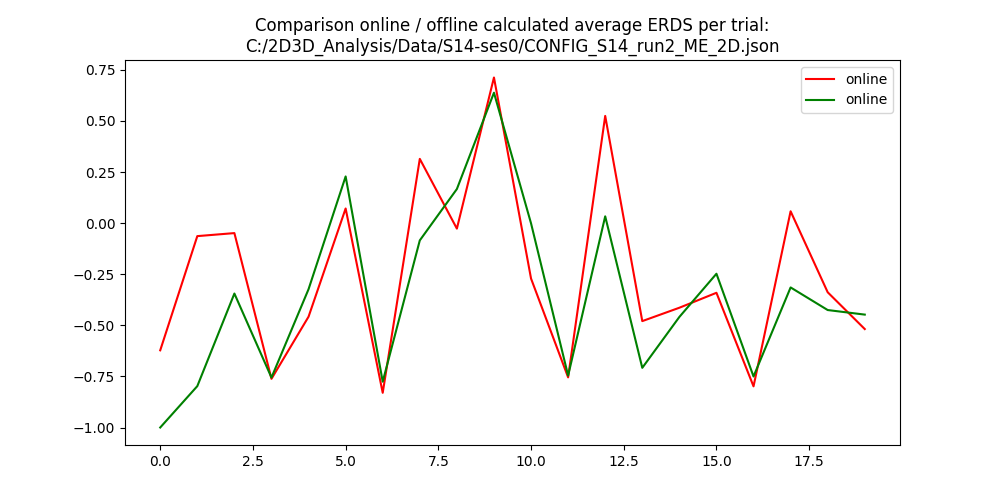 Comparison online / offline calculated average ERDS per trial:
C:/2D3D_Analysis/Data/S14-ses0/CONFIG_S14_run2_ME_2D.json
online
online
0.75
0.50
0.25
0.00
−0.25
−0.50
−0.75
−1.00
0.0 2.5 5.0 7.5 10.0 12.5 15.0 17.5